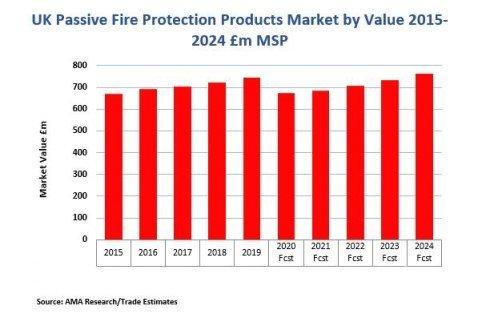 UK Passive Fire Protection Products Market by Value 2015-
2024 £m MSP
Market Value £m
800
700
600
500
400
300
200
100
0
2015 2016 2017 2018 2019 2020 2021 2022 2023 2024
Fcst Fcst Fcst Fcst Fcst
Source: AMA Research/Trade Estimates